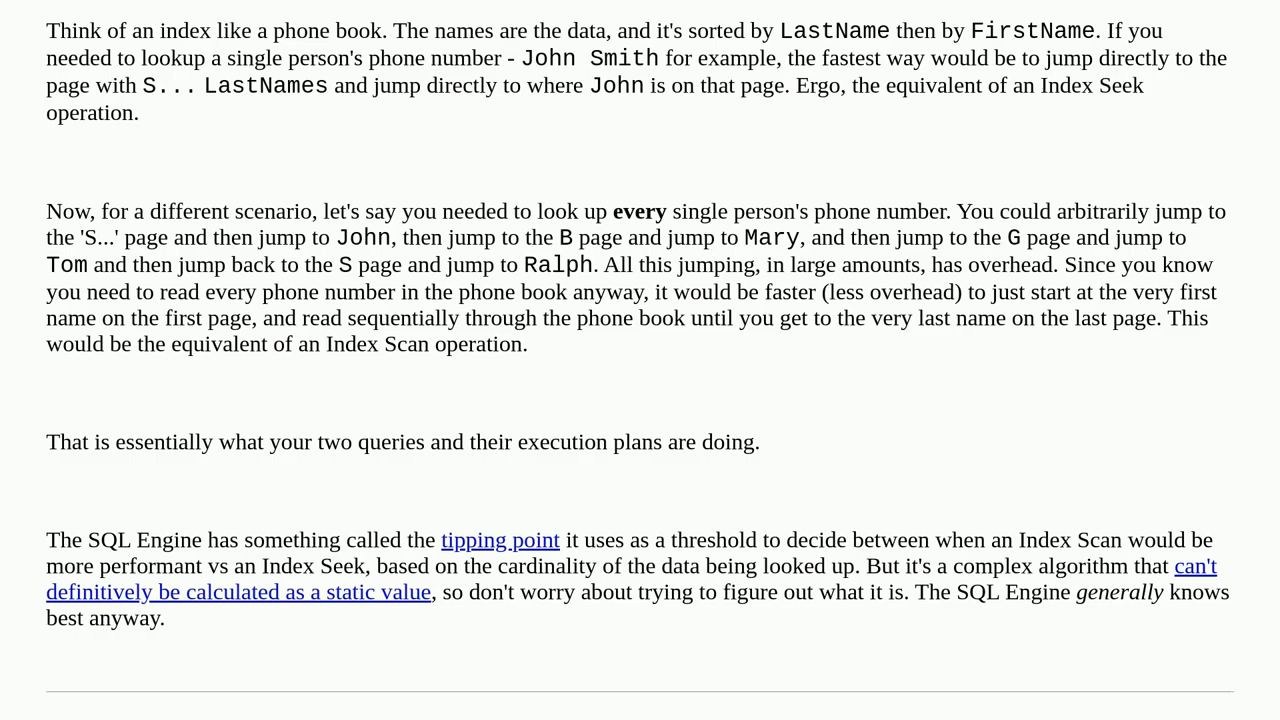 Think of an index like a phone book. The names are the data, and it's sorted by LastName then by FirstName. If you
needed to lookup a single person's phone number - John Smith for example, the fastest way would be to jump directly to the
page with S... LastNames and jump directly to where John is on that page. Ergo, the equivalent of an Index Seek
operation.
Now, for a different scenario, let's say you needed to look up every single person's phone number. You could arbitrarily jump to
the 'S...' page and then jump to John, then jump to the B page and jump to Mary, and then jump to the G page and jump to
Tom and then jump back to the S page and jump to Ralph. All this jumping, in large amounts, has overhead. Since you know
you need to read every phone number in the phone book anyway, it would be faster (less overhead) to just start at the very first
name on the first page, and read sequentially through the phone book until you get to the very last name on the last page. This
would be the equivalent of an Index Scan operation.
That is essentially what your two queries and their execution plans are doing.
The SQL Engine has something called the tipping point it uses as a threshold to decide between when an Index Scan would be
more performant vs an Index Seek, based on the cardinality of the data being looked up. But it's a complex algorithm that can't
definitively be calculated as a static value, so don't worry about trying to figure out what it is. The SQL Engine generally knows
best anyway.